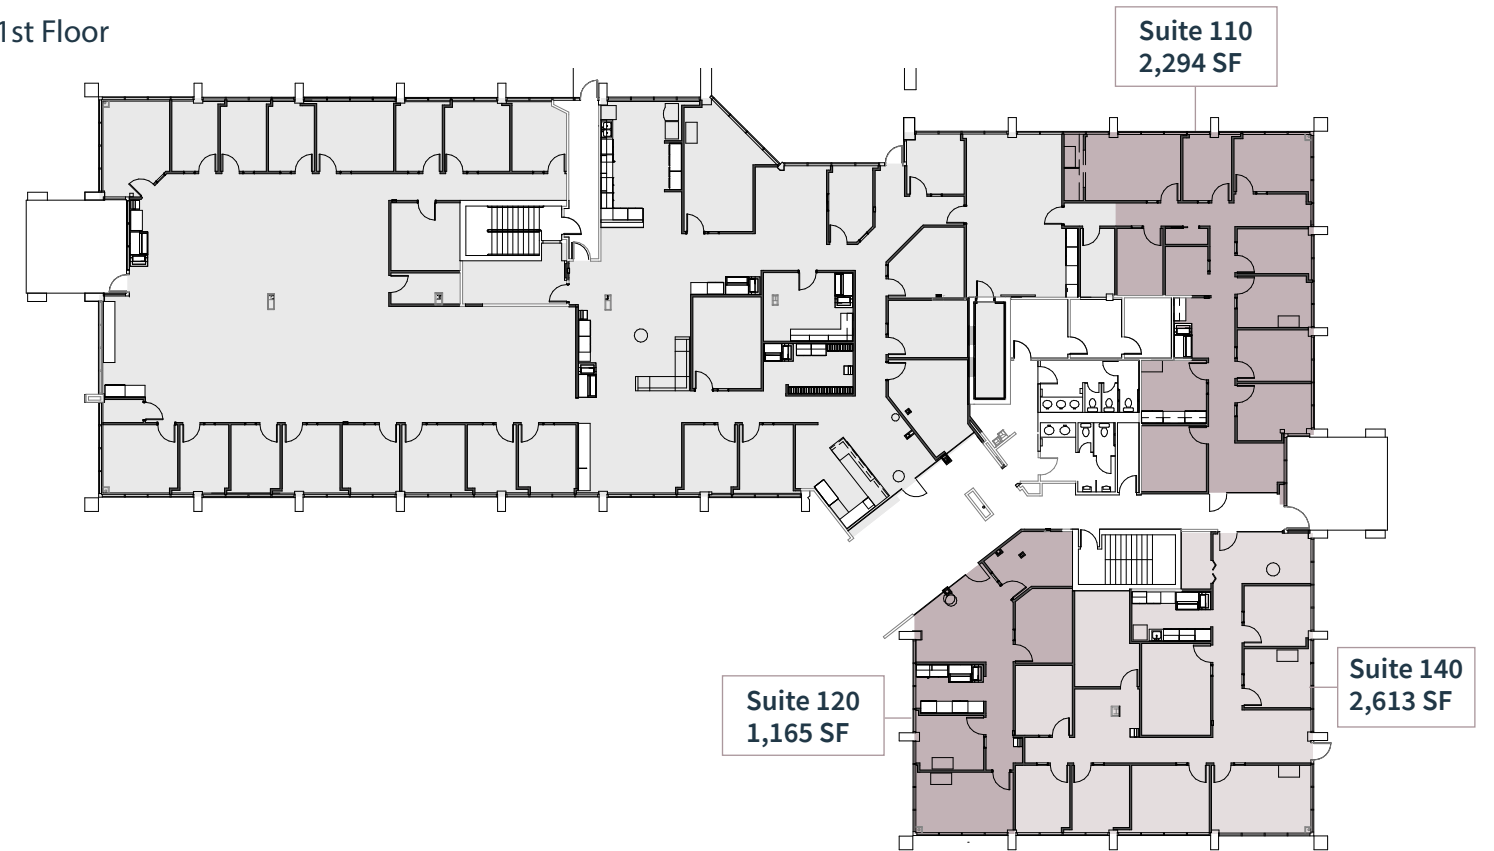 1st Floor
Suite 110
2,294 SF
Suite 140
2,613 SF
Suite 120
1,165 SF